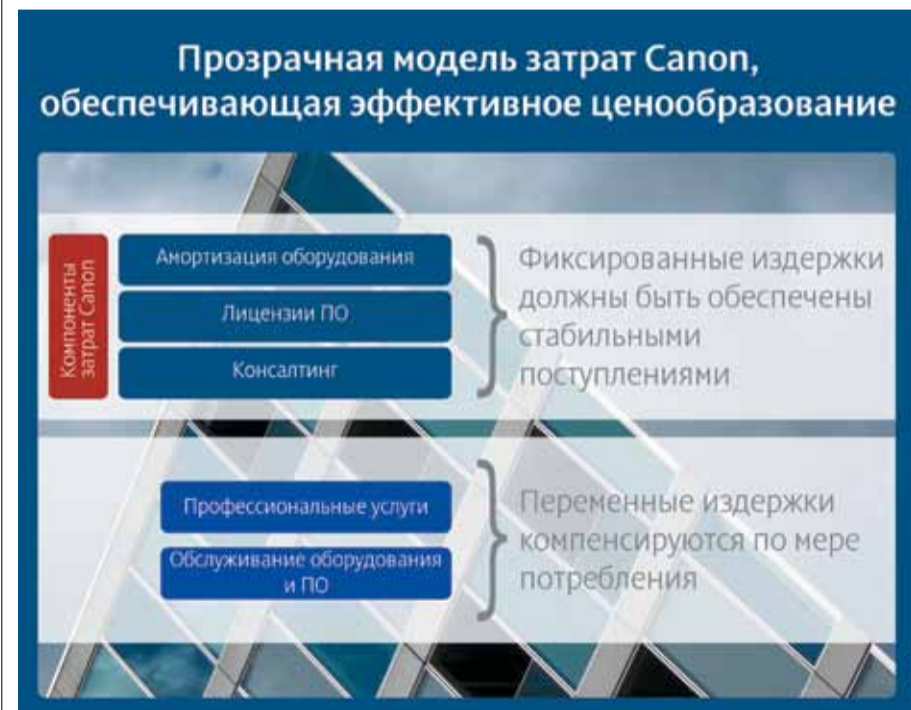 Прозрачная модель затрат Canon,
обеспечивающая эффективное ценообразование
Компоненты
затрат Canon
Амортизация оборудования
Лицензии ПО
Консалтинг
Фиксированные издержки
должны быть обеспечены
стабильными
поступлениями
Профессиональные услуги
Обслуживание оборудования
и ПО
Переменные издержки
компенсируются по мере
потребления